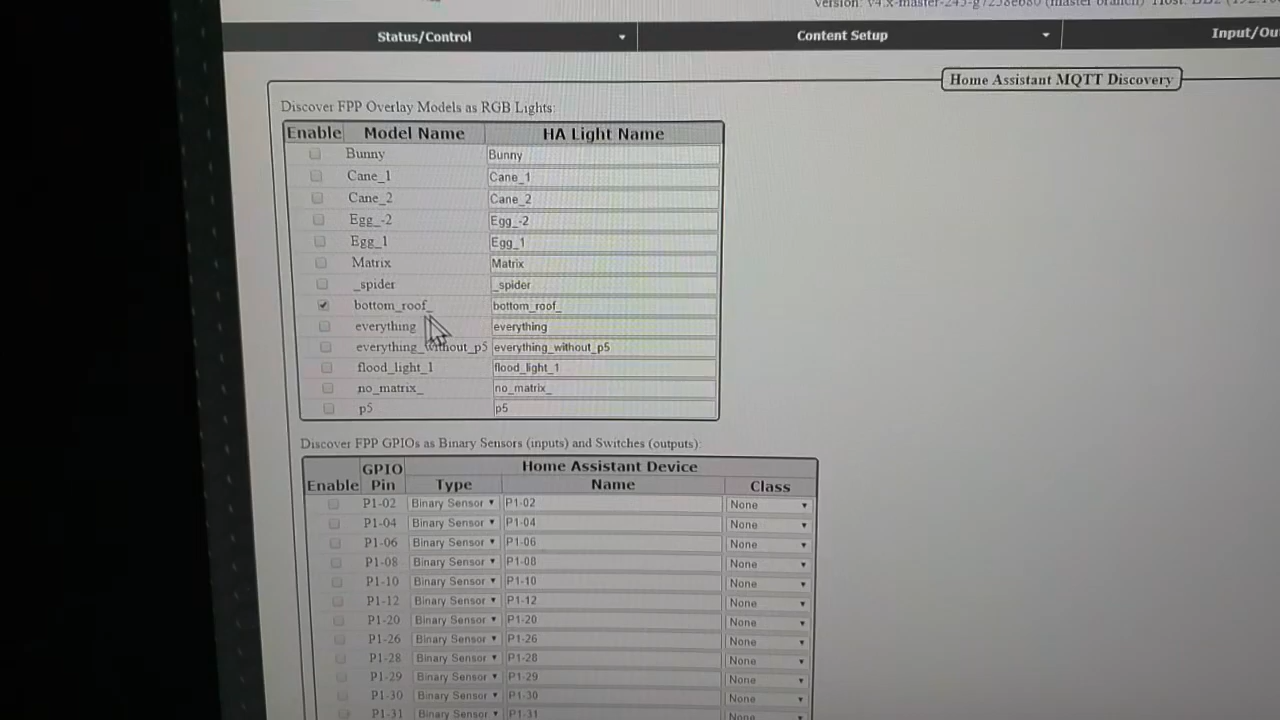 Status/Control Content Setup Input/Ou
Home Assistant MQTT Discovery
Discover FPP Overlay Models as RGB Lights:
Enable Model Name HA Light Name
Bunny Bunny
Cane_1 Cane_1
Cane_2 Cane_2
Egg_-2 Egg_-2
Egg_1 Egg_1
Matrix Matrix
_spider _spider
bottom_roof_ bottom_roof_
everything everything
everything_without_p5 everything_without_p5
flood_light_1 flood_light_1
no_matrix_ no_matrix_
p5 p5
Discover FPP GPIOs as Binary Sensors (inputs) and Switches (outputs):
GPIO Home Assistant Device
Enable Pin Type Name Class
P1-02 Binary Sensor P1-02 None
P1-04 Binary Sensor P1-04 None
P1-06 Binary Sensor P1-06 None
P1-08 Binary Sensor P1-08 None
P1-10 Binary Sensor P1-10 None
P1-12 Binary Sensor P1-12 None
P1-20 Binary Sensor P1-20 None
P1-26 Binary Sensor P1-26 None
P1-28 Binary Sensor P1-28 None
P1-29 Binary Sensor P1-29 None
P1-30 Binary Sensor P1-30 None
P1-31 Binary Sensor P1-31 None